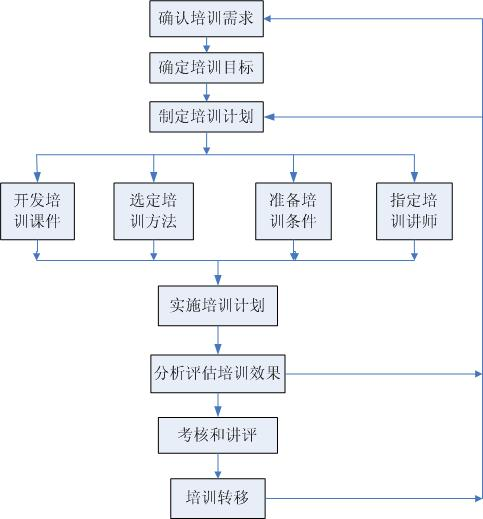 确认培训需求
确定培训目标
制定培训计划
开发培
训课件
选定培
训方法
准备培
训条件
指定培
训讲师
实施培训计划
分析评估培训效果
考核和讲评
培训转移